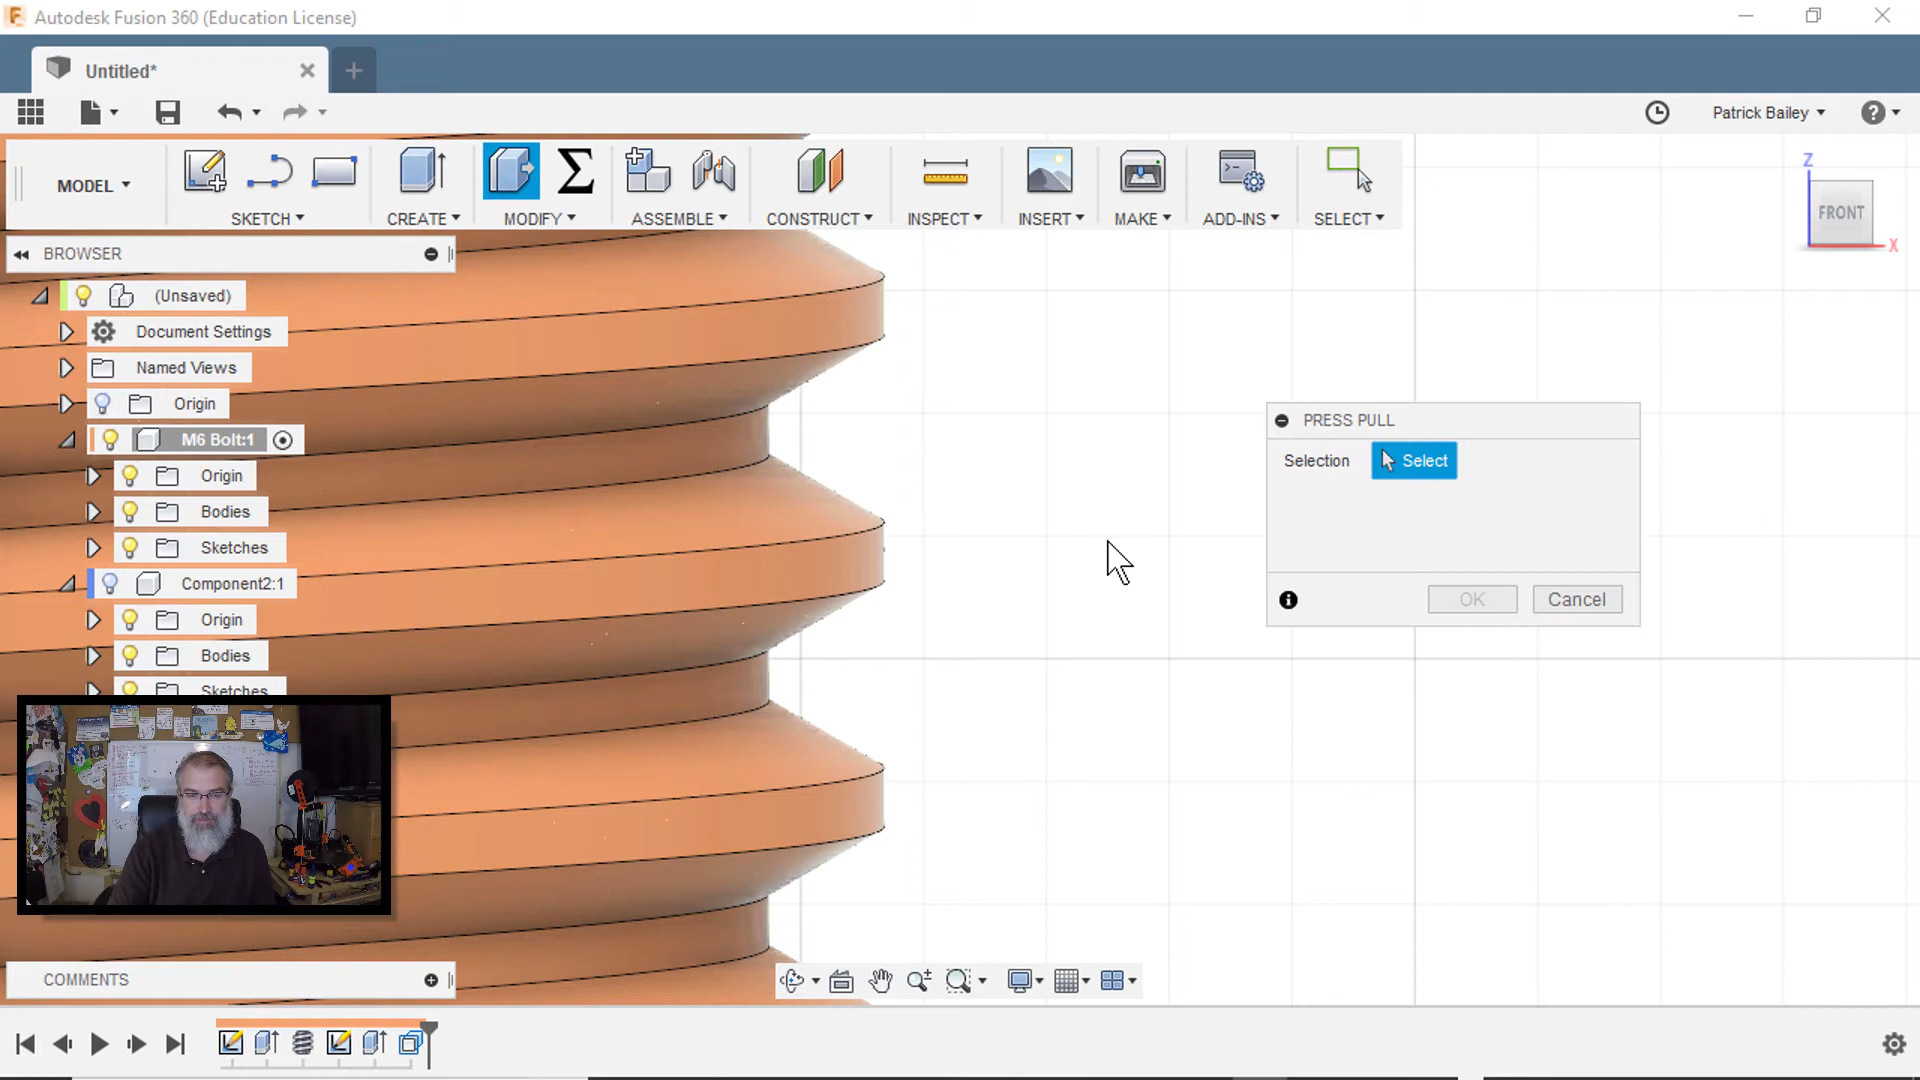 Autodesk Fusion 360 (Education License)
Untitled*
Patrick Bailey
MODEL
SKETCH
CREATE
MODIFY
ASSEMBLE
CONSTRUCT
INSPECT
INSERT
MAKE
ADD-INS
SELECT
Z
FRONT
X
BROWSER
(Unsaved)
Document Settings
Named Views
Origin
M6 Bolt:1
Origin
Bodies
Sketches
Component2:1
Origin
Bodies
Sketches
PRESS PULL
Selection
Select
OK
Cancel
COMMENTS